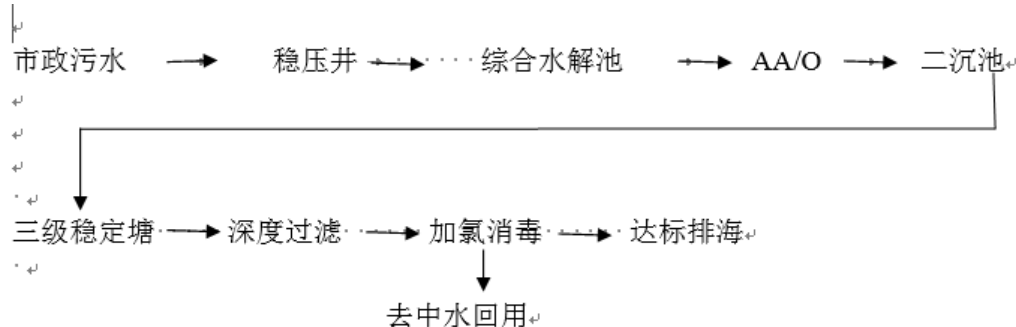 市政污水 稳压井 综合水解池 AA/O 二沉池
三级稳定塘 深度过滤 加氯消毒 达标排海
去中水回用